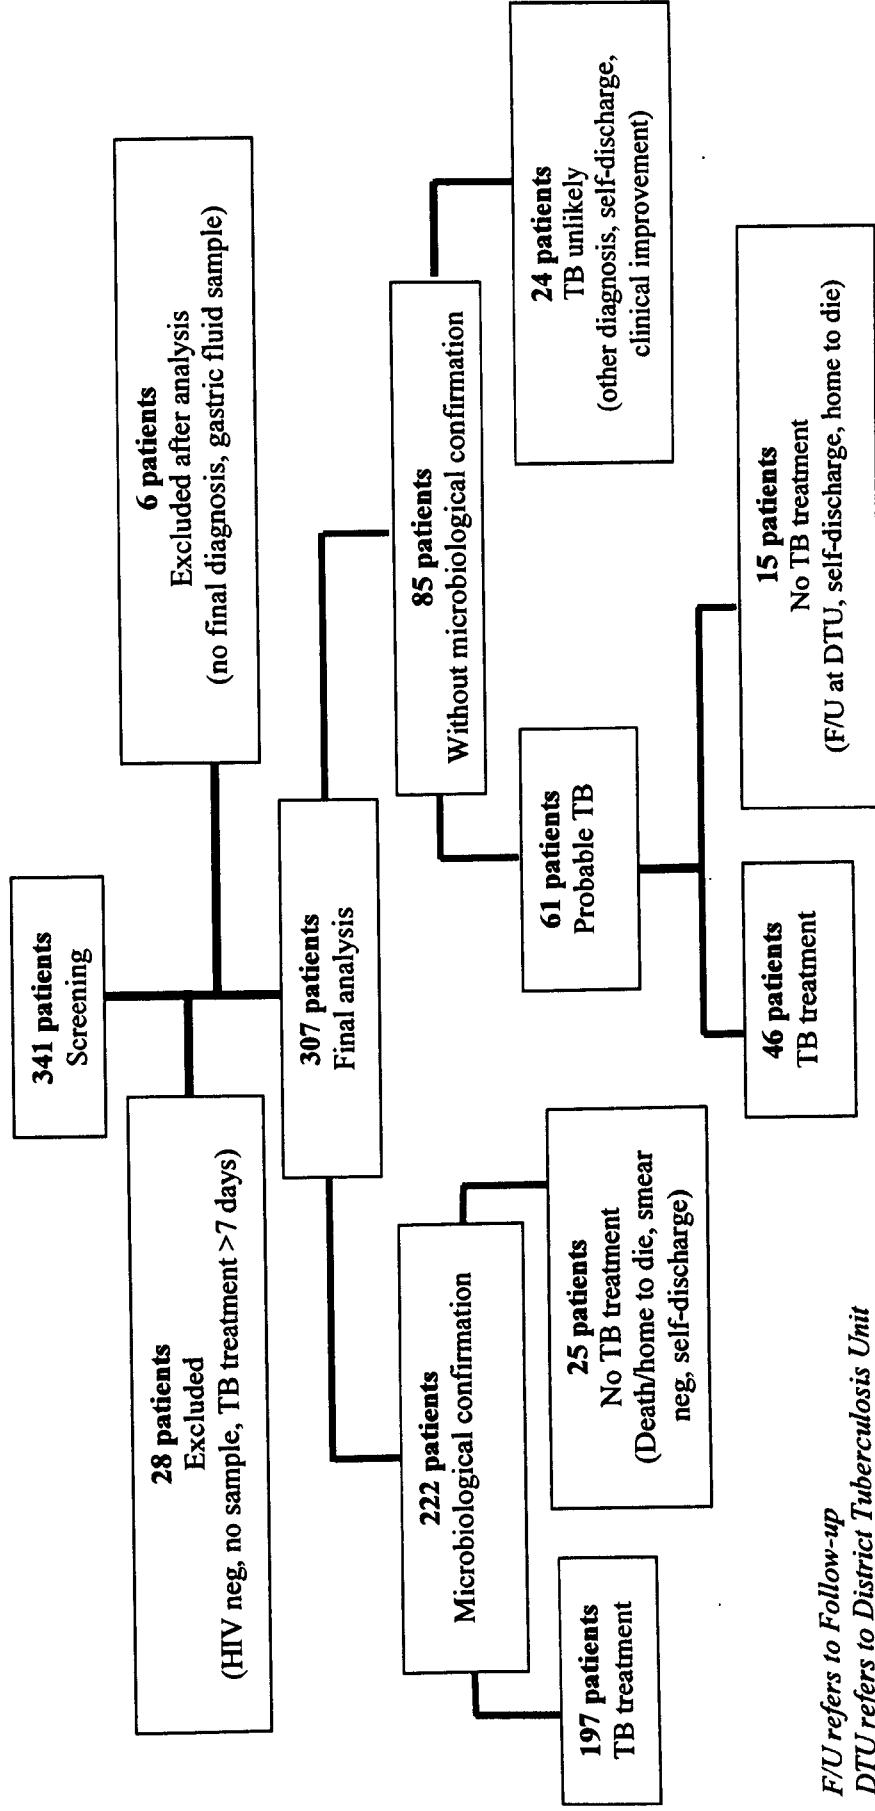 341 patients
Screening
28 patients
Excluded
(HIV neg, no sample, TB treatment >7 days)
6 patients
Excluded after analysis
(no final diagnosis, gastric fluid sample)
307 patients
Final analysis
222 patients
Microbiological confirmation
85 patients
Without microbiological confirmation
197 patients
TB treatment
25 patients
No TB treatment
(Death/home to die, smear
neg, self-discharge)
61 patients
Probable TB
24 patients
TB unlikely
(other diagnosis, self-discharge,
clinical improvement)
46 patients
TB treatment
15 patients
No TB treatment
(F/U at DTU, self-discharge, home to die)
F/U refers to Follow-up
DTU refers to District Tuberculosis Unit